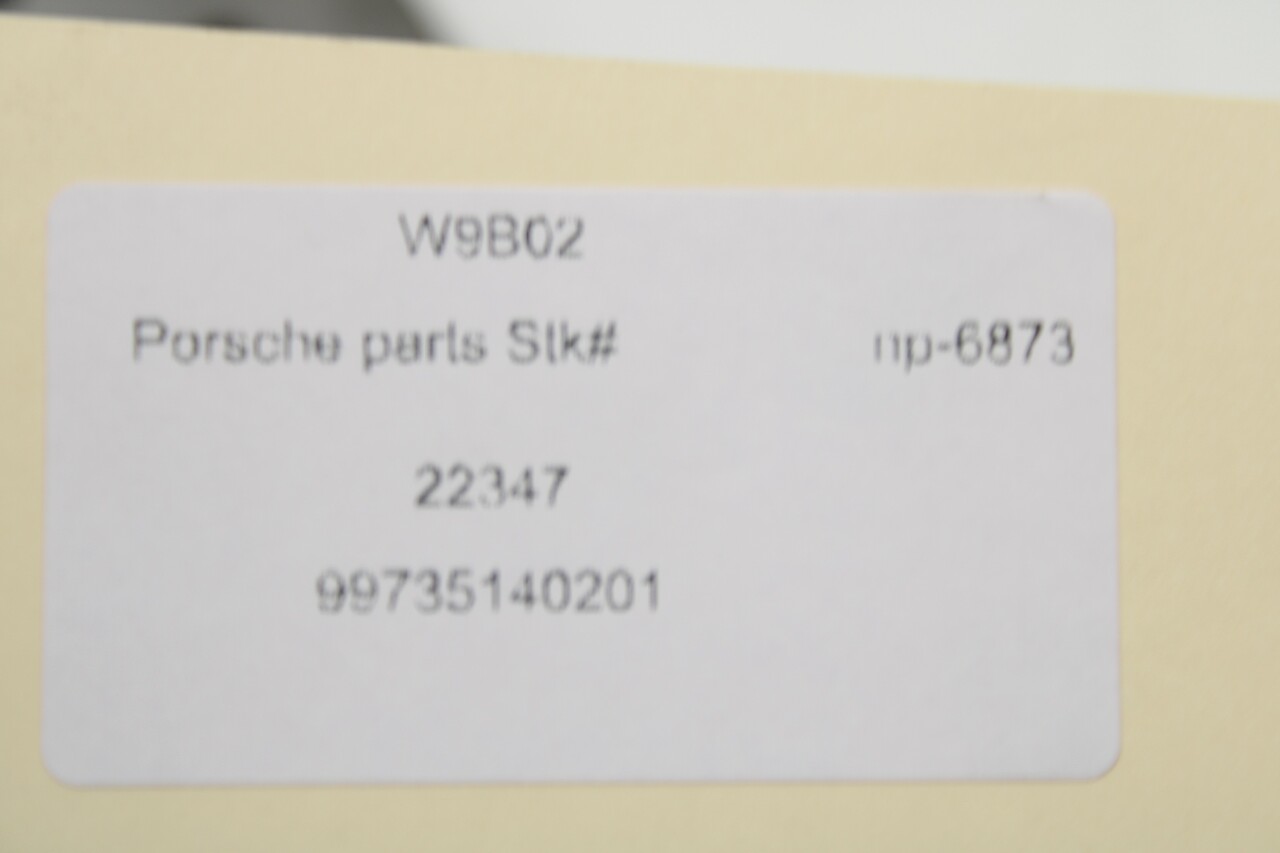 W9B02
Porsche parts Stk# np-6873
22347
99735140201